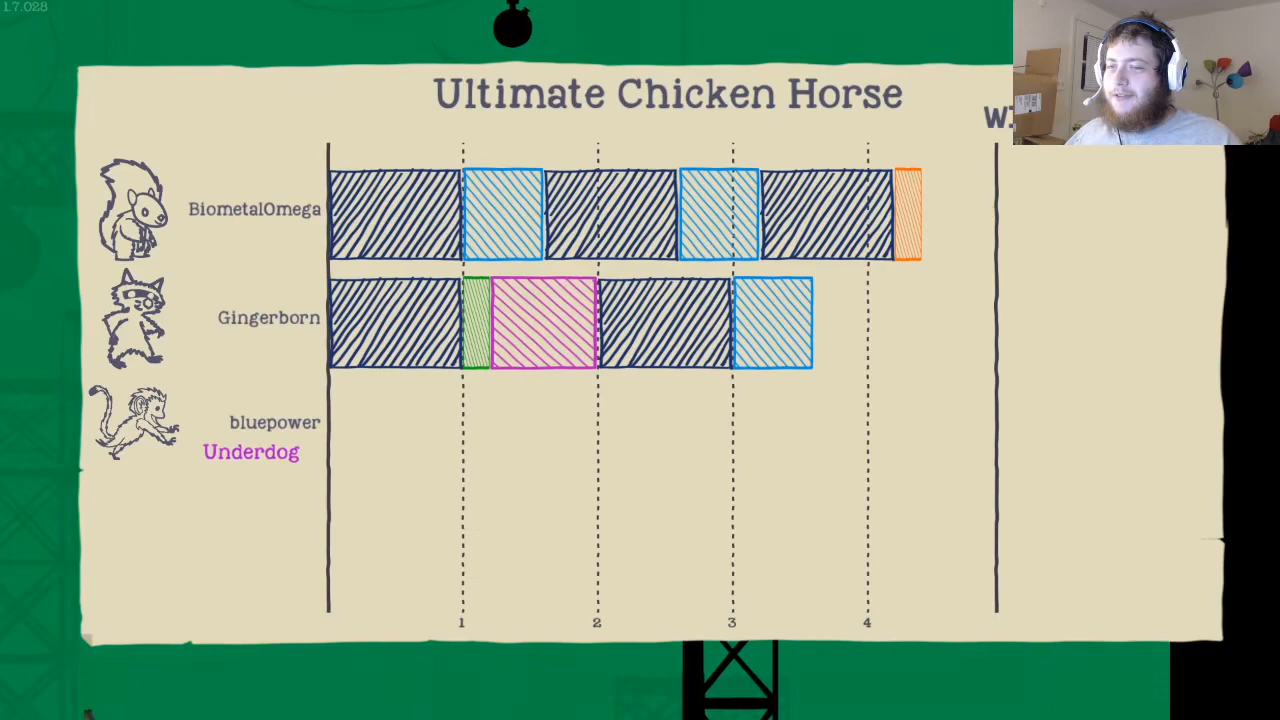 1.7.028
Ultimate Chicken Horse
BiometalOmega
Gingerborn
bluepower
Underdog
1 2 3 4